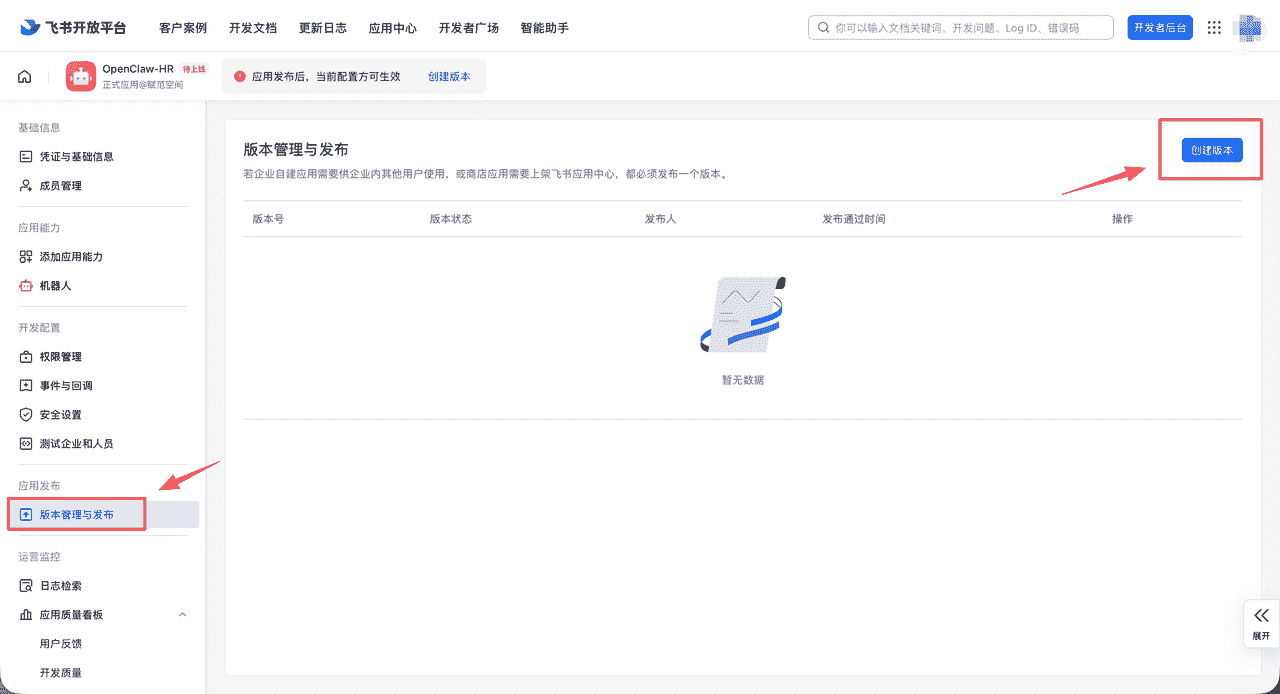 飞书开放平台 客户案例 开发文档 更新日志 应用中心 开发者广场 智能助手 你可以输入文档关键词、开发问题、Log ID、错误码 开发者后台
OpenClaw-HR 待上线
正式应用@赋范空间
应用发布后，当前配置方可生效 创建版本
基础信息
凭证与基础信息
成员管理
应用能力
添加应用能力
机器人
开发配置
权限管理
事件与回调
安全设置
测试企业和人员
应用发布
版本管理与发布
运营监控
日志检索
应用质量看板
用户反馈
开发质量
版本管理与发布
创建版本
若企业自建应用需要供企业内其他用户使用，或商店应用需要上架飞书应用中心，都必须发布一个版本。
版本号 版本状态 发布人 发布通过时间 操作
暂无数据
展开